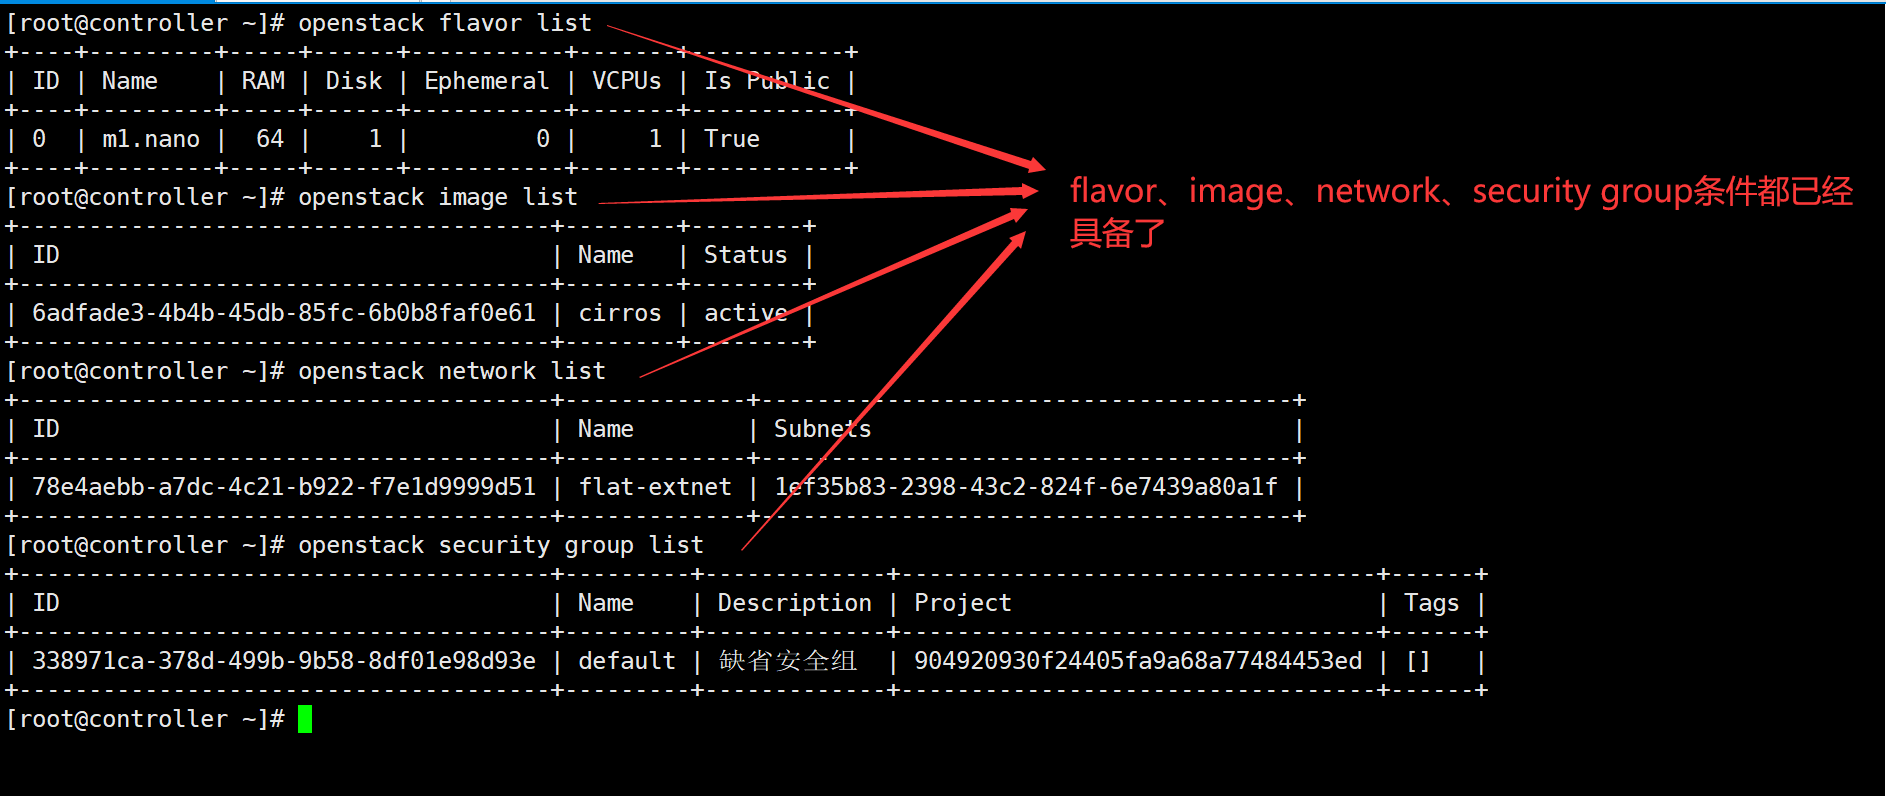 [root@controller ~]# openstack flavor list
+----+---------+-----+------+-----------+-------+-----------+
| ID | Name    | RAM | Disk | Ephemeral | VCPUs | Is Public |
+----+---------+-----+------+-----------+-------+-----------+
| 0  | m1.nano |  64 |    1 |         0 |     1 | True      |
+----+---------+-----+------+-----------+-------+-----------+
[root@controller ~]# openstack image list
+--------------------------------------+--------+--------+
| ID                                   | Name   | Status |
+--------------------------------------+--------+--------+
| 6adfade3-4b4b-45db-85fc-6b0b8faf0e61 | cirros | active |
+--------------------------------------+--------+--------+
[root@controller ~]# openstack network list
+--------------------------------------+-------------+--------------------------------------+
| ID                                   | Name        | Subnets                              |
+--------------------------------------+-------------+--------------------------------------+
| 78e4aebb-a7dc-4c21-b922-f7e1d9999d51 | flat-extnet | 1ef35b83-2398-43c2-824f-6e7439a80a1f |
+--------------------------------------+-------------+--------------------------------------+
[root@controller ~]# openstack security group list
+--------------------------------------+---------+-------------+----------------------------------+------+
| ID                                   | Name    | Description | Project                          | Tags |
+--------------------------------------+---------+-------------+----------------------------------+------+
| 338971ca-378d-499b-9b58-8df01e98d93e | default | 缺省安全组  | 904920930f24405fa9a68a77484453ed | []   |
+--------------------------------------+---------+-------------+----------------------------------+------+
[root@controller ~]#
flavor、image、network、security group条件都已经
具备了